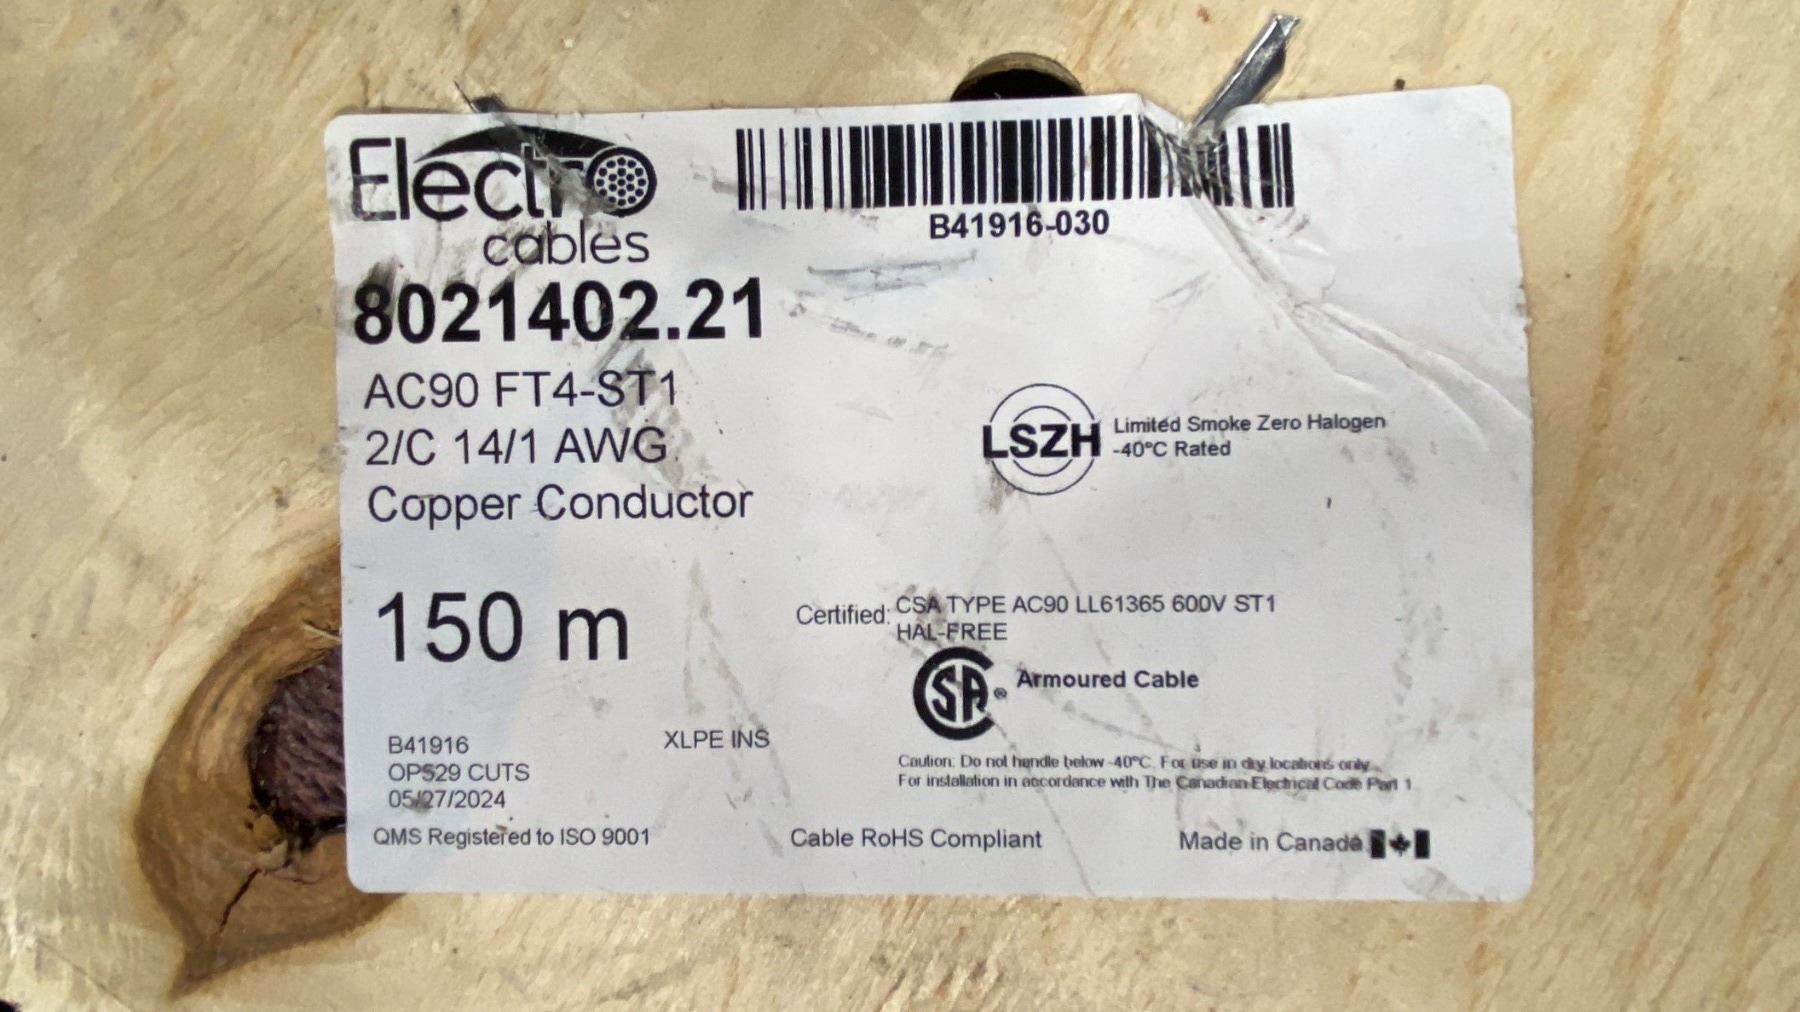 Electro
cables
B41916-030
8021402.21
AC90 FT4-ST1
2/C 14/1 AWG
Copper Conductor
LSZH
Limited Smoke Zero Halogen
-40°C Rated
150 m
Certified: CSA TYPE AC90 LL61365 600V ST1
HAL-FREE
CSA ® Armoured Cable
XLPE INS
B41916
OP529 CUTS
05/27/2024
Caution: Do not handle below -40°C. For use in dry locations only.
For installation in accordance with The Canadian Electrical Code Part 1
QMS Registered to ISO 9001
Cable RoHS Compliant
Made in Canada